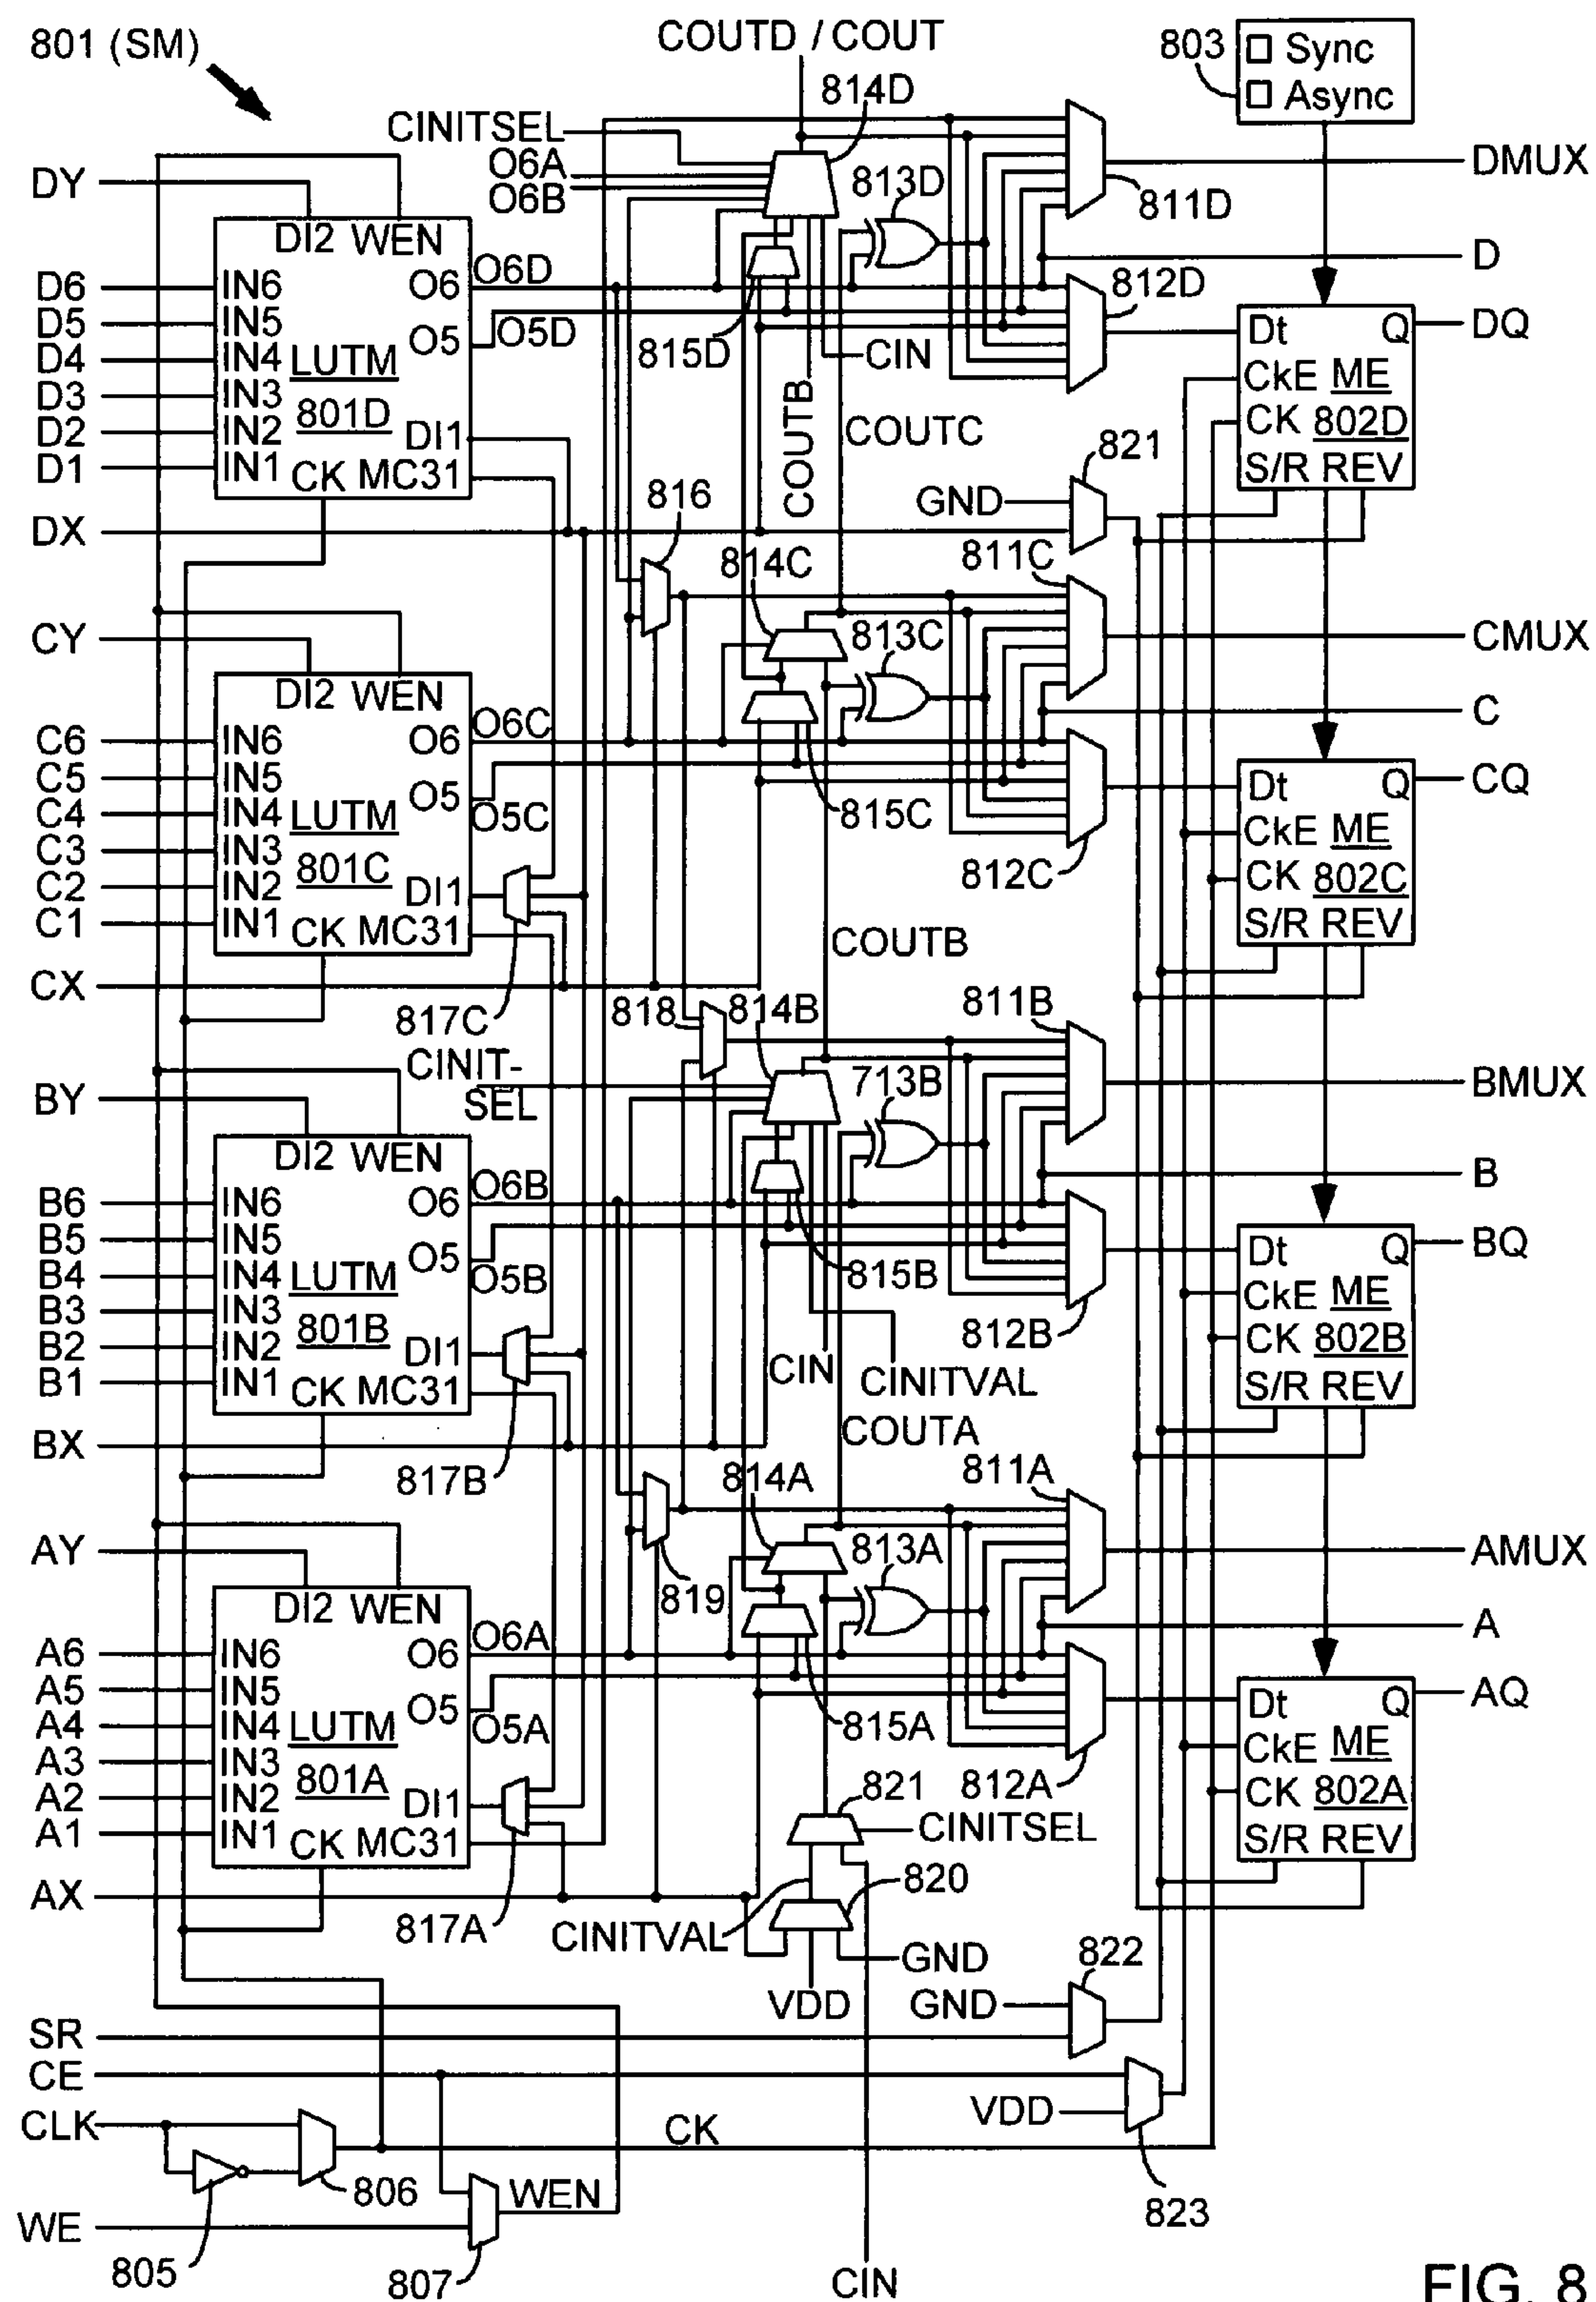 801 (SM)
COUTD / COUT
803
Sync
Async
814D
CINITSEL
O6A
O6B
813D
DMUX
811D
DY
DI2 WEN
D6
D5
D4
D3
D2
D1
IN6
IN5
IN4
IN3
IN2
IN1
O6
O5
LUTM
801D
DI1
CK MC31
O6D
O5D
815D
CIN
COUTB
COUTC
812D
D
Dt Q
CkE ME
CK 802D
S/R REV
DQ
821
GND
DX
816
814C
811C
813C
CMUX
CY
DI2 WEN
C6
C5
C4
C3
C2
C1
IN6
IN5
IN4
IN3
IN2
IN1
O6
O5
LUTM
801C
DI1
CK MC31
O6C
O5C
815C
812C
C
Dt Q
CkE ME
CK 802C
S/R REV
CQ
COUTB
CX
817C
818
814B
811B
CINIT-
SEL
713B
BMUX
BY
DI2 WEN
B6
B5
B4
B3
B2
B1
IN6
IN5
IN4
IN3
IN2
IN1
O6
O5
LUTM
801B
DI1
CK MC31
O6B
O5B
815B
812B
B
Dt Q
CkE ME
CK 802B
S/R REV
BQ
CIN
CINITVAL
COUTA
BX
817B
814A
811A
813A
AMUX
819
AY
DI2 WEN
A6
A5
A4
A3
A2
A1
IN6
IN5
IN4
IN3
IN2
IN1
O6
O5
LUTM
801A
DI1
CK MC31
O6A
O5A
815A
812A
A
Dt Q
CkE ME
CK 802A
S/R REV
AQ
821
CINITSEL
820
AX
817A
CINITVAL
GND
VDD
822
GND
SR
CE
VDD
CLK
CK
806
WEN
823
WE
805
807
CIN
FIG. 8